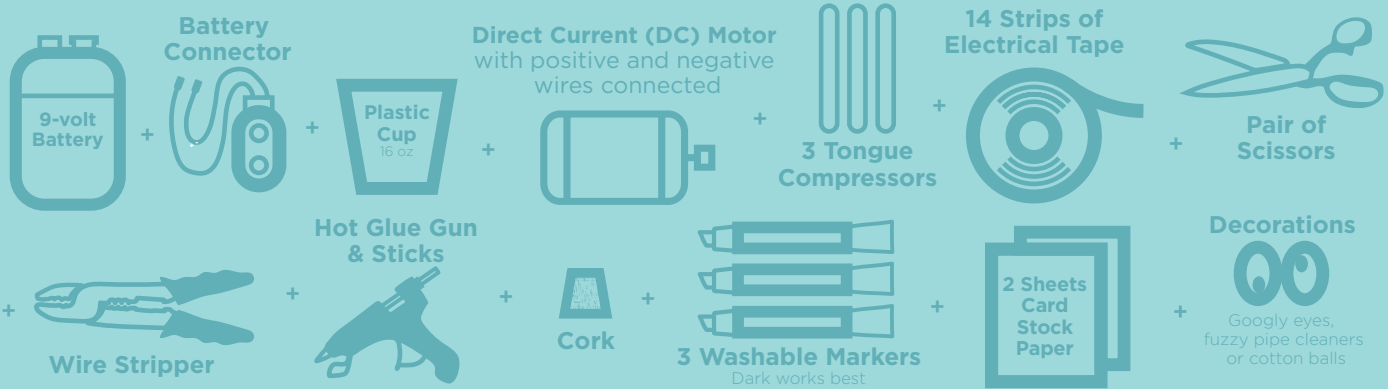 9-volt
Battery
+
Battery
Connector
+
Plastic
Cup
16 oz
+
Direct Current (DC) Motor
with positive and negative
wires connected
+
3 Tongue
Compressors
+
14 Strips of
Electrical Tape
+
Pair of
Scissors
+
Wire Stripper
+
Hot Glue Gun
& Sticks
+
Cork
+
3 Washable Markers
Dark works best
+
2 Sheets
Card
Stock
Paper
+
Decorations
Googly eyes,
fuzzy pipe cleaners
or cotton balls